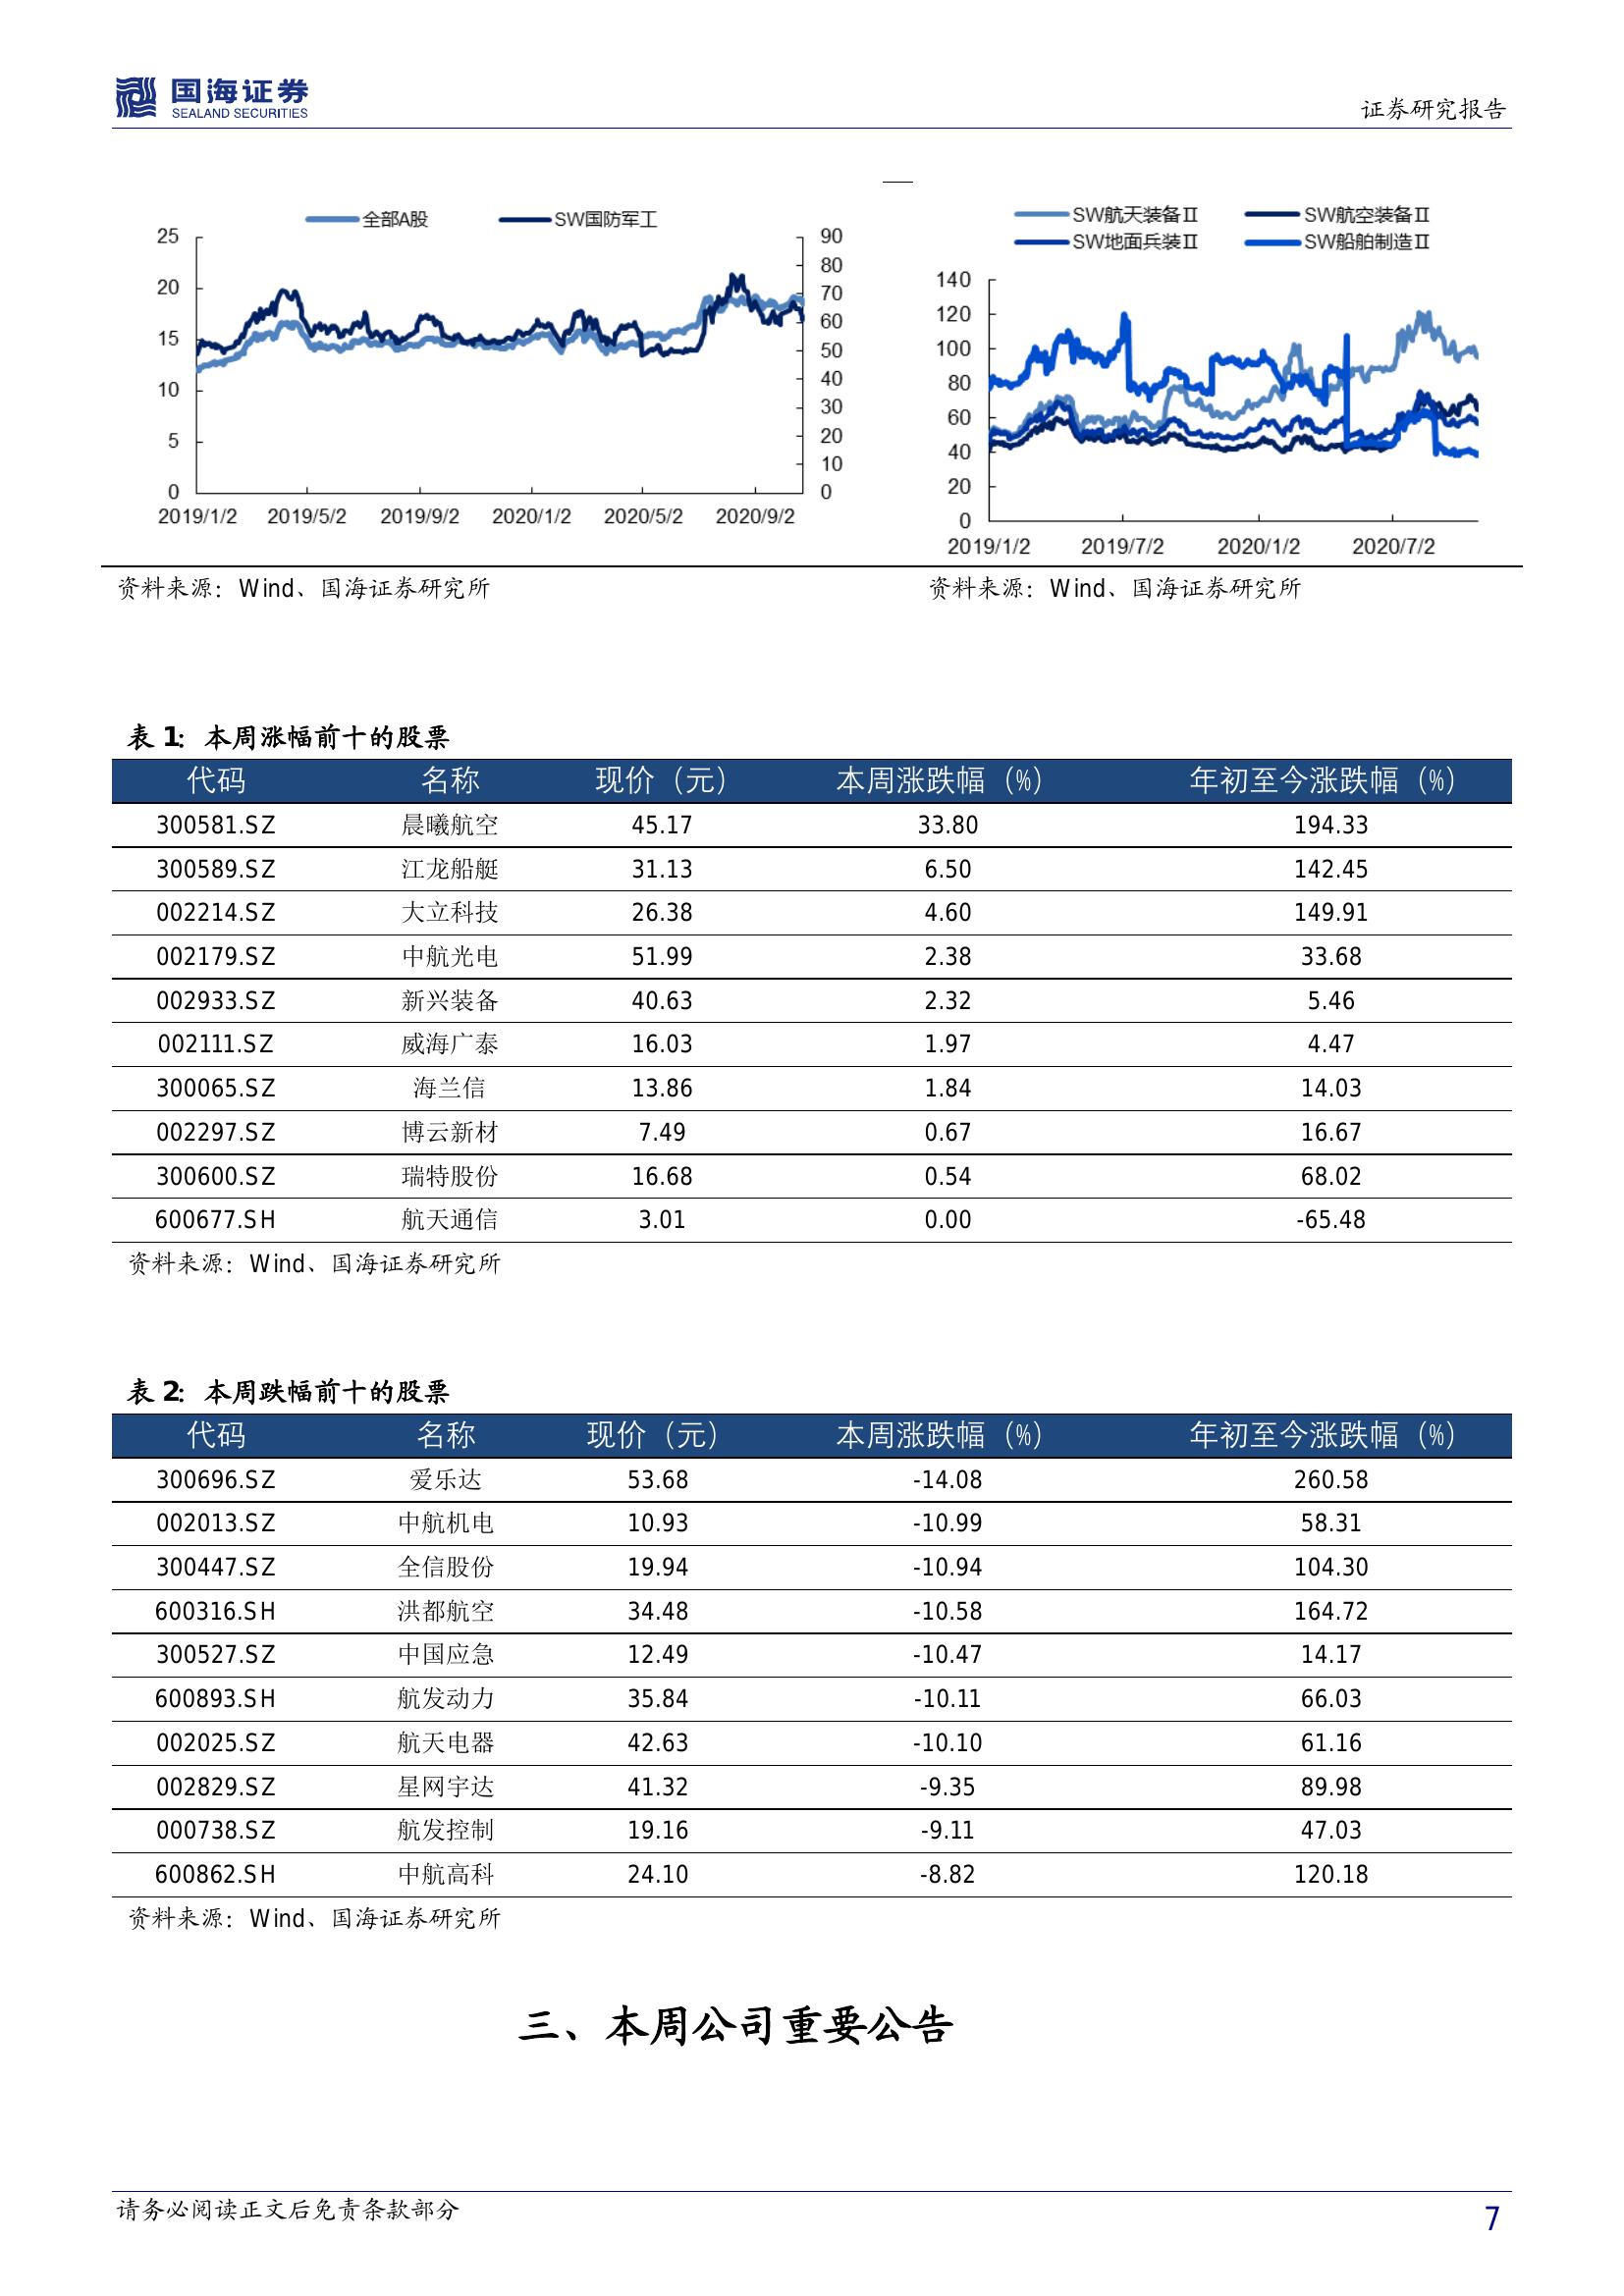 国海证券
SEALAND SECURITIES
证券研究报告
全部A股 SW国防军工
25
20
15
10
5
0
90
80
70
60
50
40
30
20
10
0
2019/1/2 2019/5/2 2019/9/2 2020/1/2 2020/5/2 2020/9/2
SW航天装备Ⅱ SW航空装备Ⅱ
SW地面兵装Ⅱ SW船舶制造Ⅱ
140
120
100
80
60
40
20
0
2019/1/2 2019/7/2 2020/1/2 2020/7/2
资料来源：Wind、国海证券研究所
资料来源：Wind、国海证券研究所
表 1：本周涨幅前十的股票
代码 名称 现价（元） 本周涨跌幅（%） 年初至今涨跌幅（%）
300581.SZ 晨曦航空 45.17 33.80 194.33
300589.SZ 江龙船艇 31.13 6.50 142.45
002214.SZ 大立科技 26.38 4.60 149.91
002179.SZ 中航光电 51.99 2.38 33.68
002933.SZ 新兴装备 40.63 2.32 5.46
002111.SZ 威海广泰 16.03 1.97 4.47
300065.SZ 海兰信 13.86 1.84 14.03
002297.SZ 博云新材 7.49 0.67 16.67
300600.SZ 瑞特股份 16.68 0.54 68.02
600677.SH 航天通信 3.01 0.00 -65.48
资料来源：Wind、国海证券研究所
表 2：本周跌幅前十的股票
代码 名称 现价（元） 本周涨跌幅（%） 年初至今涨跌幅（%）
300696.SZ 爱乐达 53.68 -14.08 260.58
002013.SZ 中航机电 10.93 -10.99 58.31
300447.SZ 全信股份 19.94 -10.94 104.30
600316.SH 洪都航空 34.48 -10.58 164.72
300527.SZ 中国应急 12.49 -10.47 14.17
600893.SH 航发动力 35.84 -10.11 66.03
002025.SZ 航天电器 42.63 -10.10 61.16
002829.SZ 星网宇达 41.32 -9.35 89.98
000738.SZ 航发控制 19.16 -9.11 47.03
600862.SH 中航高科 24.10 -8.82 120.18
资料来源：Wind、国海证券研究所
三、本周公司重要公告
请务必阅读正文后免责条款部分
7